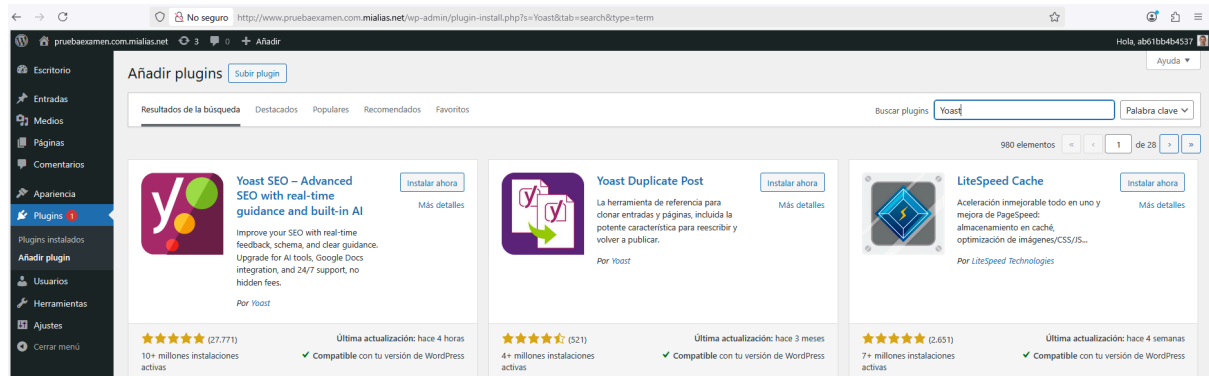 No seguro http://www.pruebaexamen.com.mialias.net/wp-admin/plugin-install.php?s=Yoast&tab=search&type=term
pruebaexamen.com.mialias.net 3 0 + Añadir Hola, ab61bb4b4537
Ayuda
Escritorio
Entradas
Medios
Páginas
Comentarios
Apariencia
Plugins 1
Plugins instalados
Añadir plugin
Usuarios
Herramientas
Ajustes
Cerrar menú
Añadir plugins Subir plugin
Resultados de la búsqueda Destacados Populares Recomendados Favoritos Buscar plugins Yoast Palabra clave
980 elementos « ‹ 1 de 28 › »
Yoast SEO – Advanced
SEO with real-time
guidance and built-in AI
Instalar ahora
Más detalles
Improve your SEO with real-time
feedback, schema, and clear guidance.
Upgrade for AI tools, Google Docs
integration, and 24/7 support, no
hidden fees.
Por Yoast
(27.771)
10+ millones instalaciones
activas
Última actualización: hace 4 horas
✔ Compatible con tu versión de WordPress
Yoast Duplicate Post
Instalar ahora
Más detalles
La herramienta de referencia para
clonar entradas y páginas, incluida la
potente característica para reescribir y
volver a publicar.
Por Yoast
(521)
4+ millones instalaciones
activas
Última actualización: hace 3 meses
✔ Compatible con tu versión de WordPress
LiteSpeed Cache
Instalar ahora
Más detalles
Aceleración inmejorable todo en uno y
mejora de PageSpeed:
almacenamiento en caché,
optimización de imágenes/CSS/JS...
Por LiteSpeed Technologies
(2.651)
7+ millones instalaciones
activas
Última actualización: hace 4 semanas
✔ Compatible con tu versión de WordPress